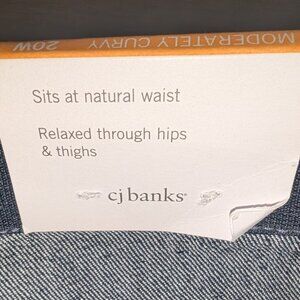 MODERATELY CURVY 20W
Sits at natural waist
Relaxed through hips
& thighs
cj banks®